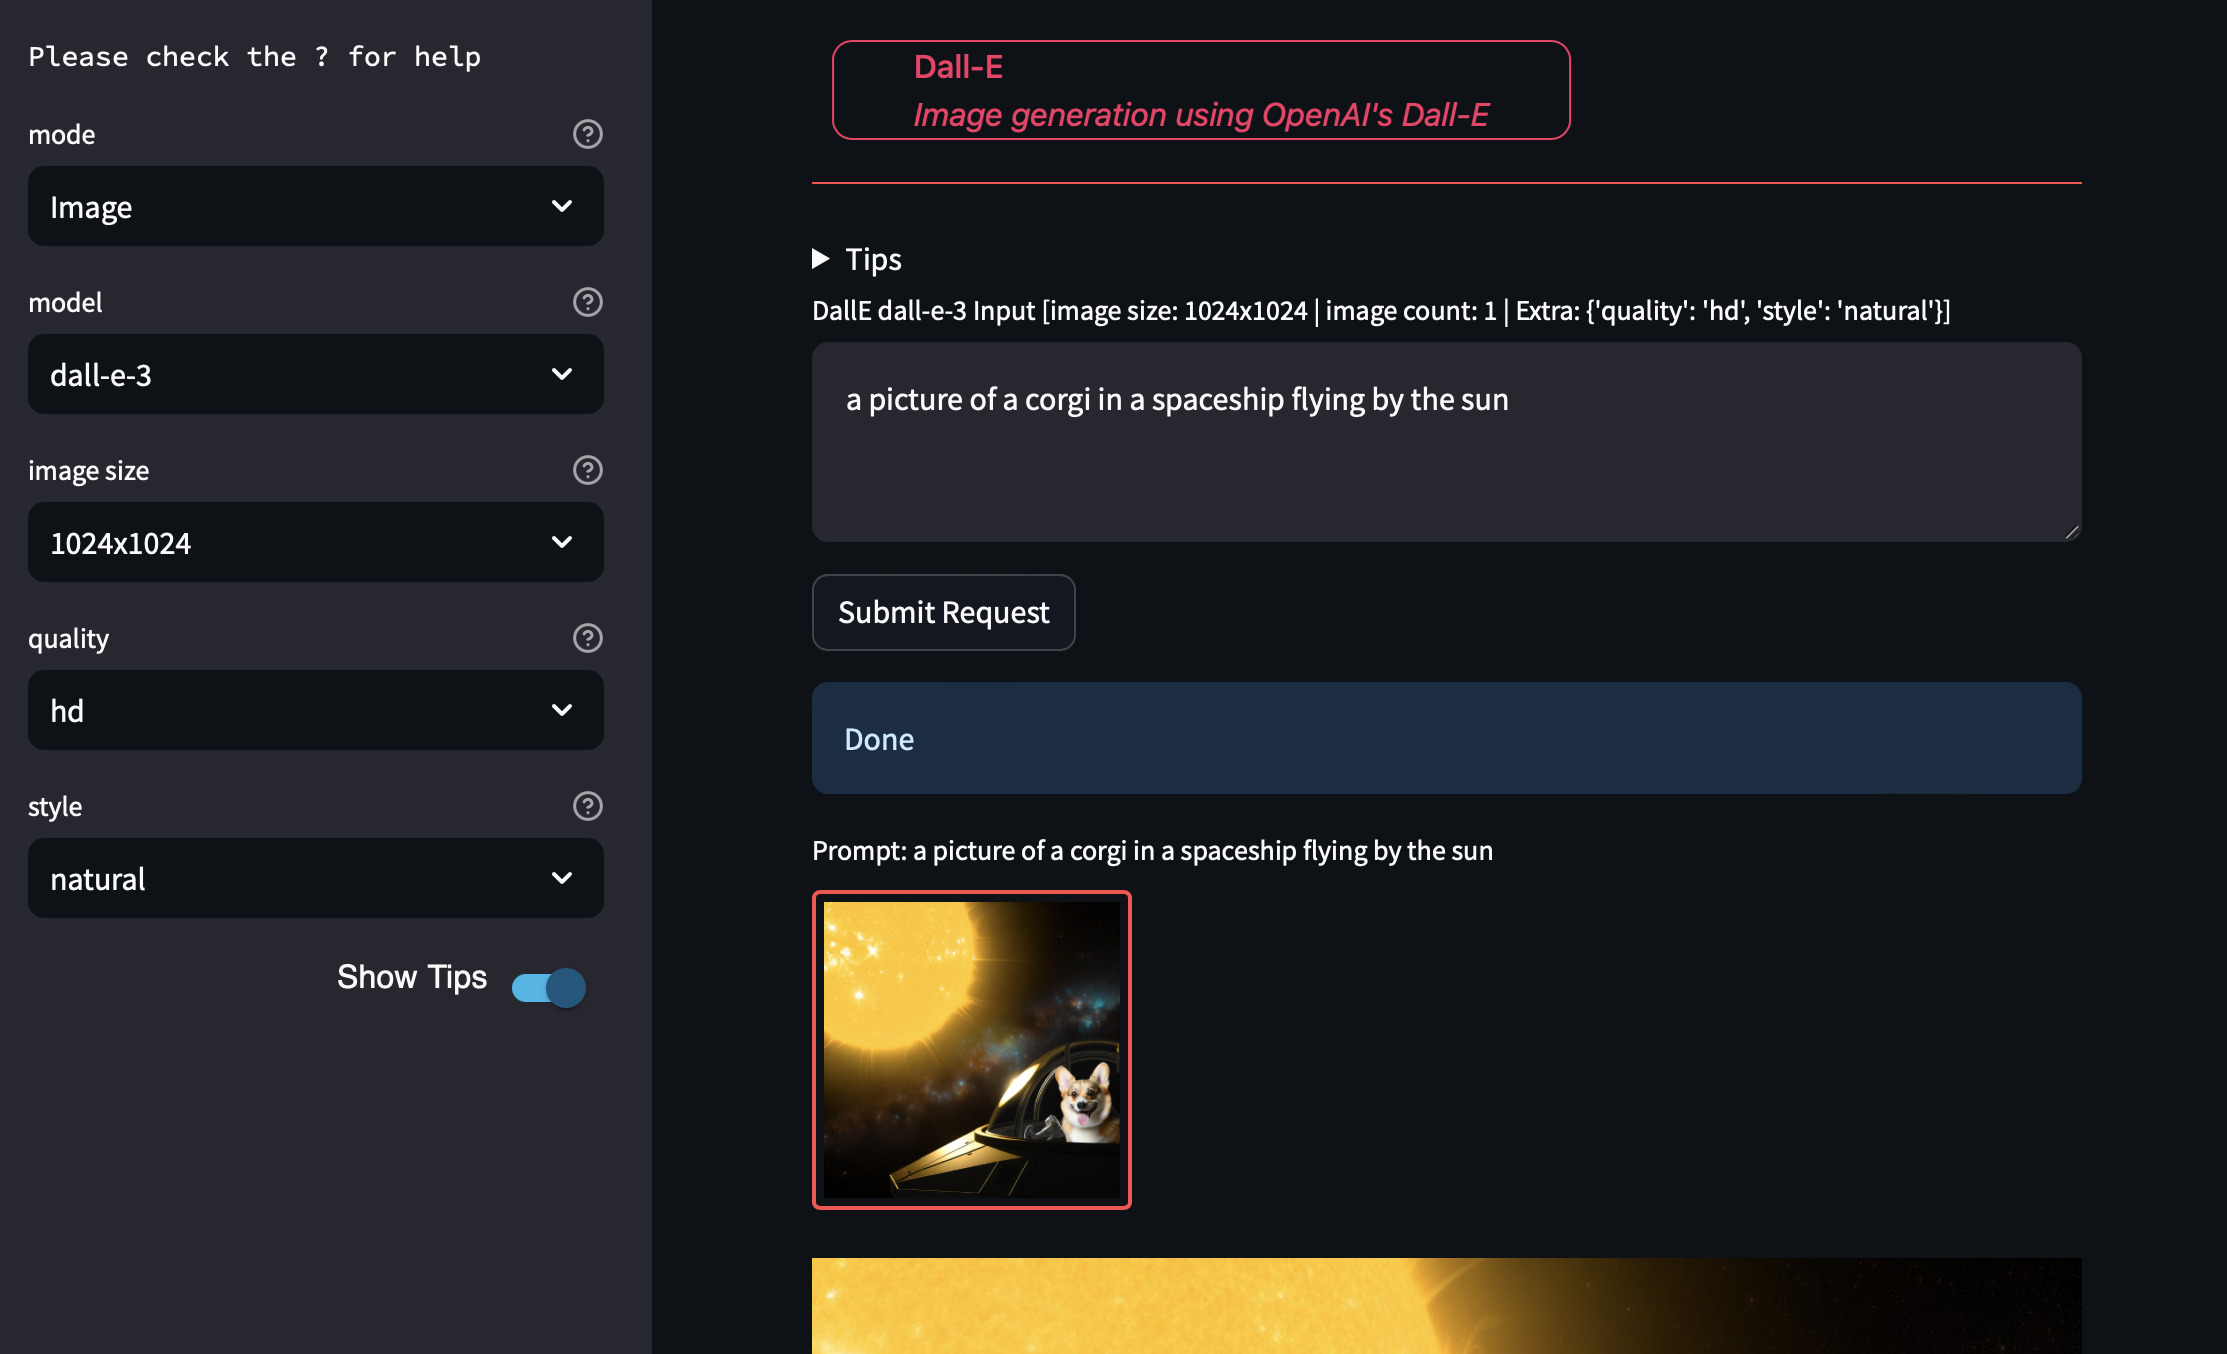 Please check the ? for help
mode
Image
model
dall-e-3
image size
1024x1024
quality
hd
style
natural
Show Tips
Dall-E
Image generation using OpenAI's Dall-E
Tips
DallE dall-e-3 Input [image size: 1024x1024 | image count: 1 | Extra: {'quality': 'hd', 'style': 'natural'}]
a picture of a corgi in a spaceship flying by the sun
Submit Request
Done
Prompt: a picture of a corgi in a spaceship flying by the sun